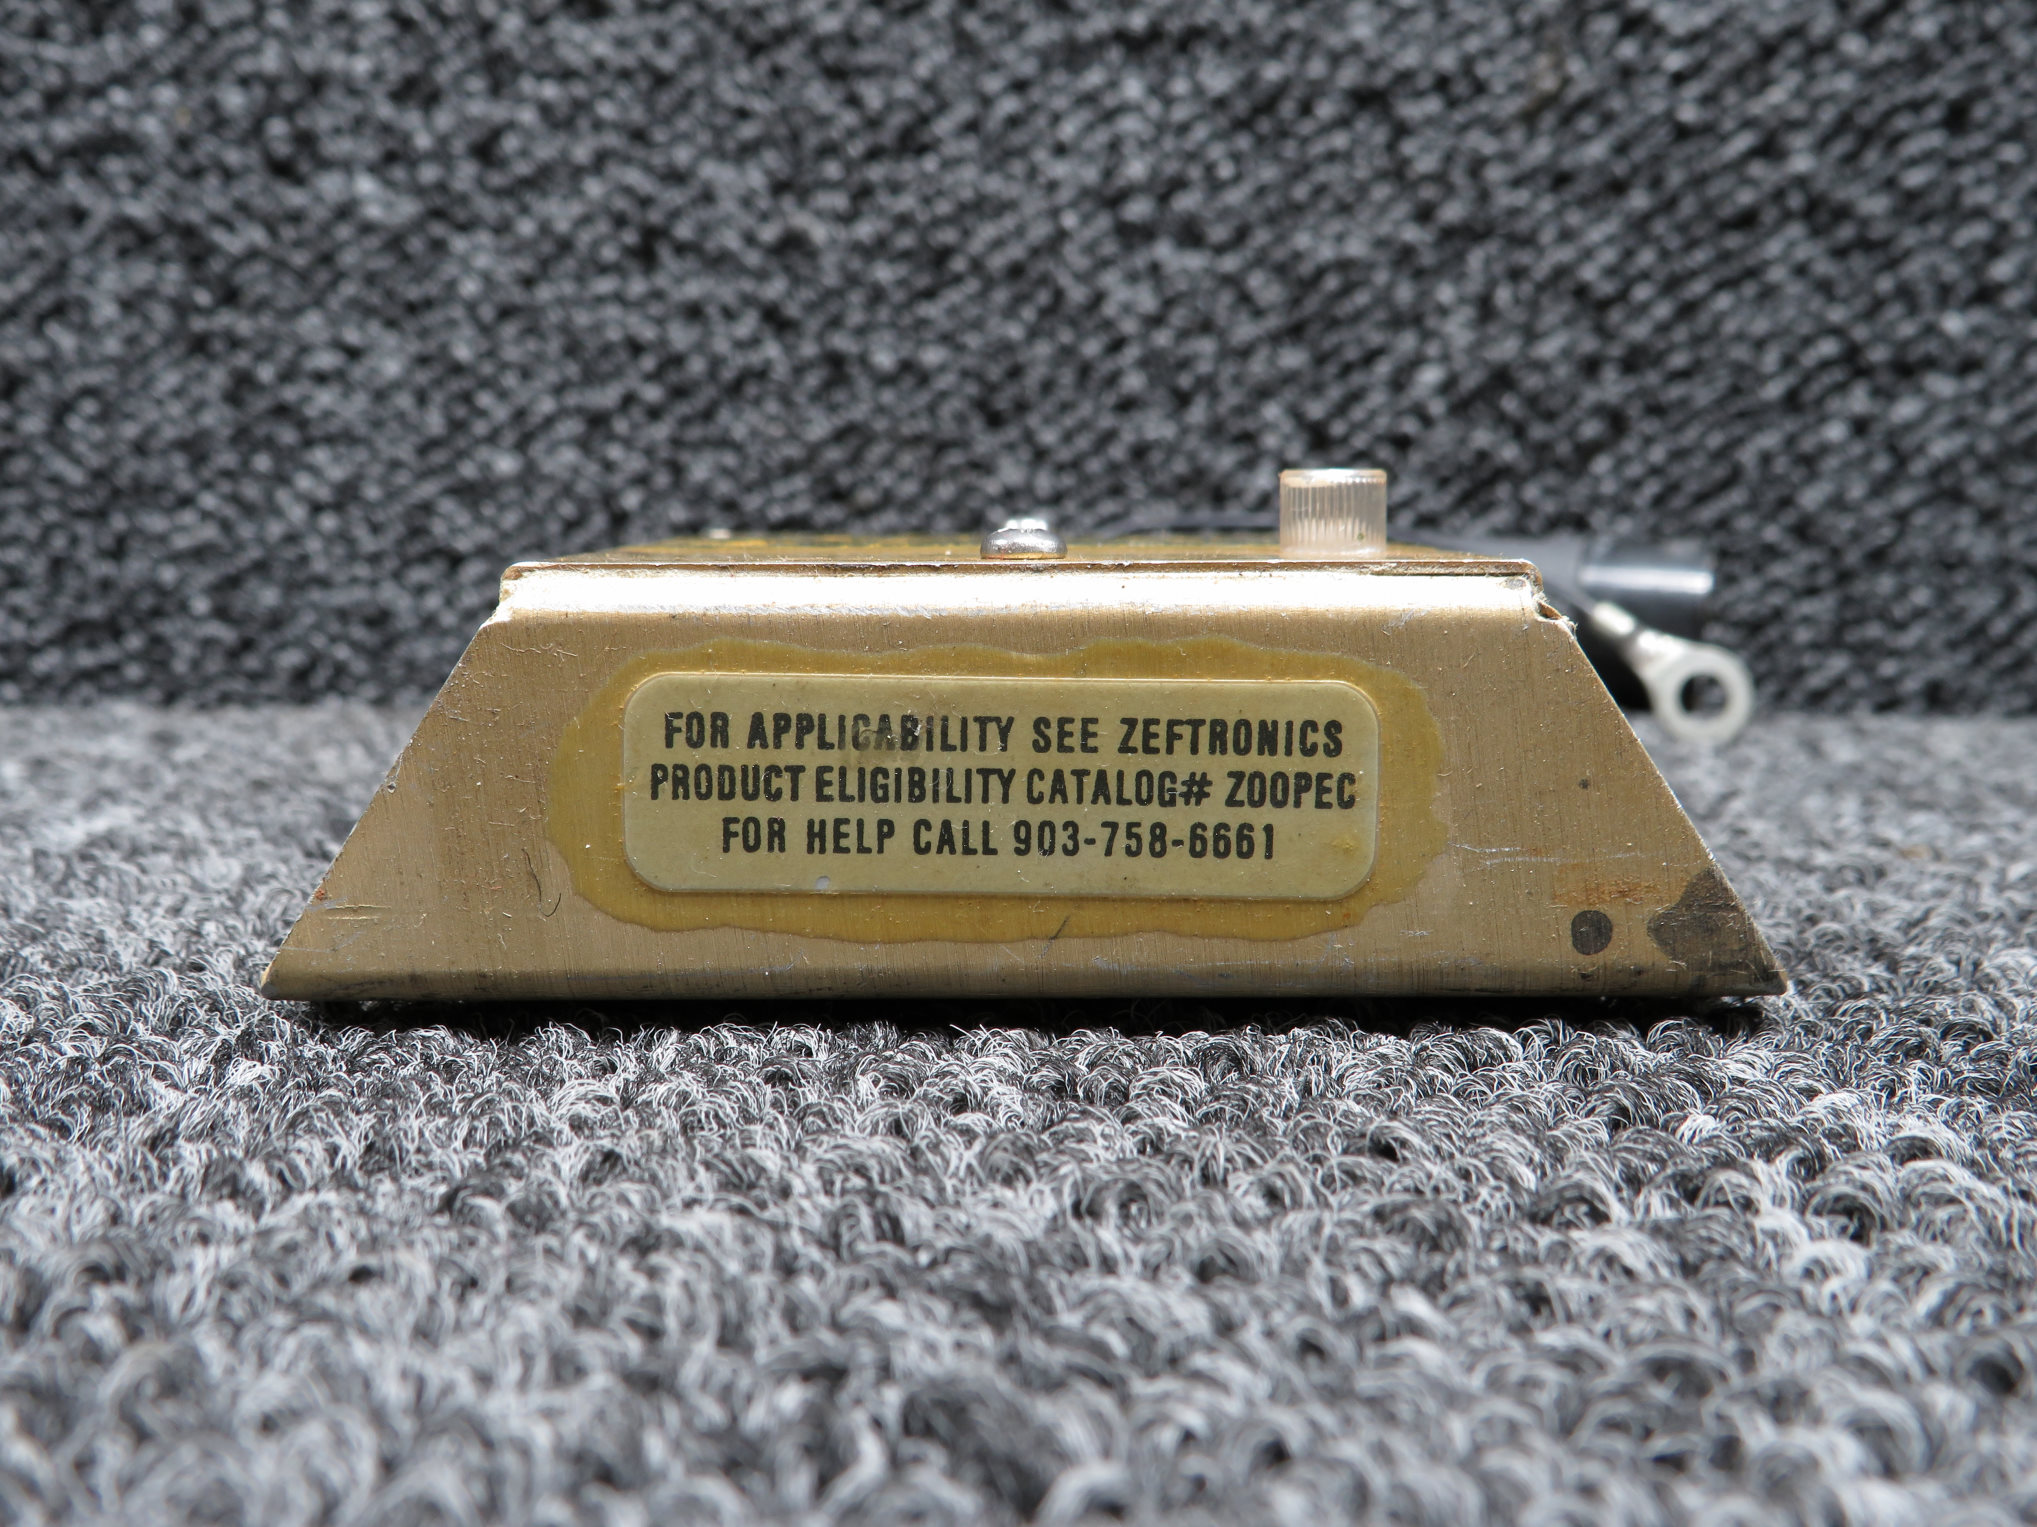 FOR APPLICABILITY SEE ZEFTRONICS
PRODUCT ELIGIBILITY CATALOG# ZOOPEC
FOR HELP CALL 903-758-6661